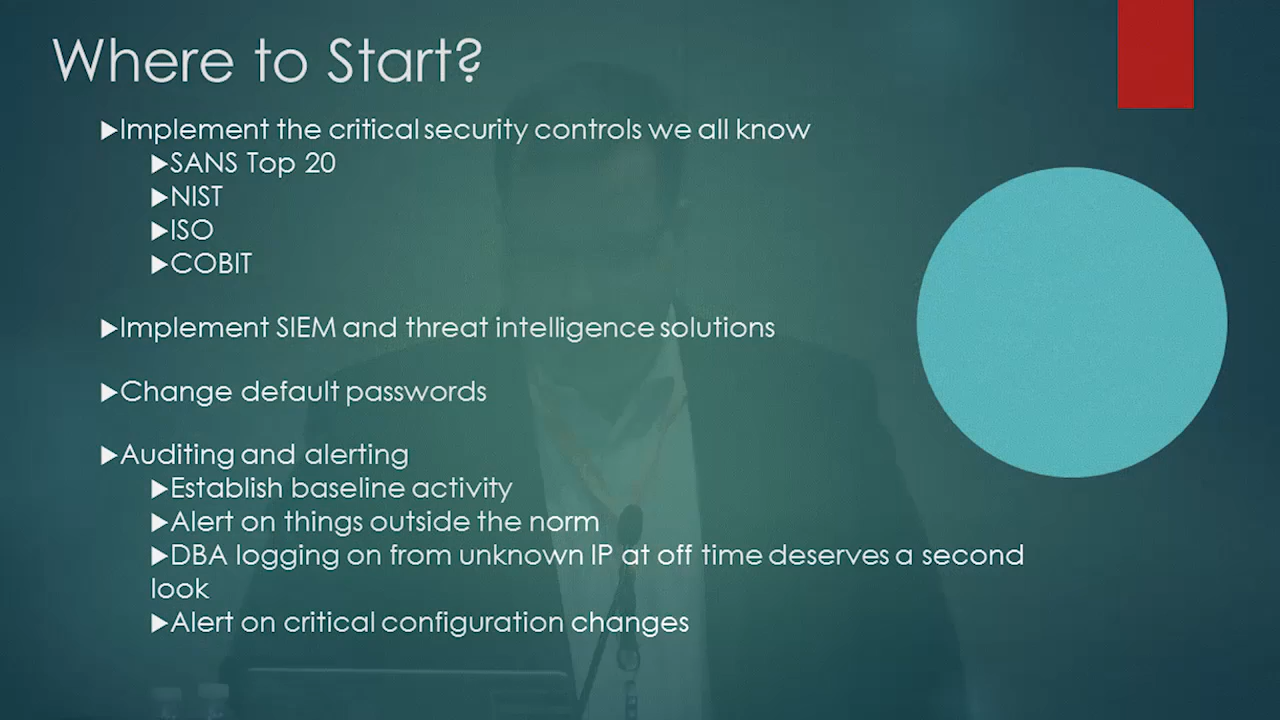 Where to Start?
▶Implement the critical security controls we all know
▶SANS Top 20
▶NIST
▶ISO
▶COBIT
▶Implement SIEM and threat intelligence solutions
▶Change default passwords
▶Auditing and alerting
▶Establish baseline activity
▶Alert on things outside the norm
▶DBA logging on from unknown IP at off time deserves a second
look
▶Alert on critical configuration changes